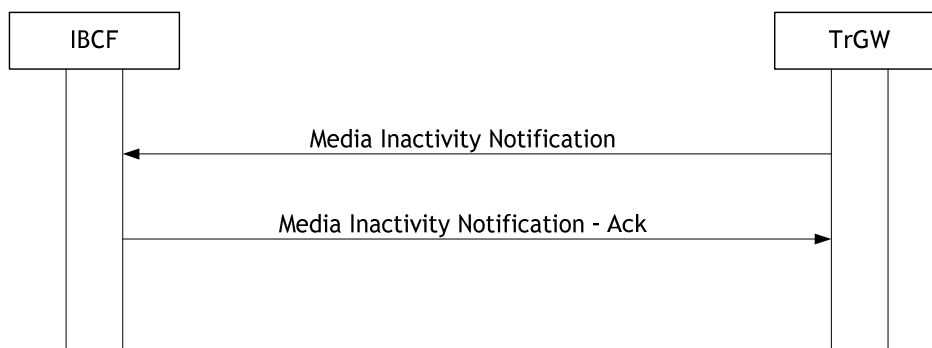 IBCF
TrGW
Media Inactivity Notification
Media Inactivity Notification - Ack